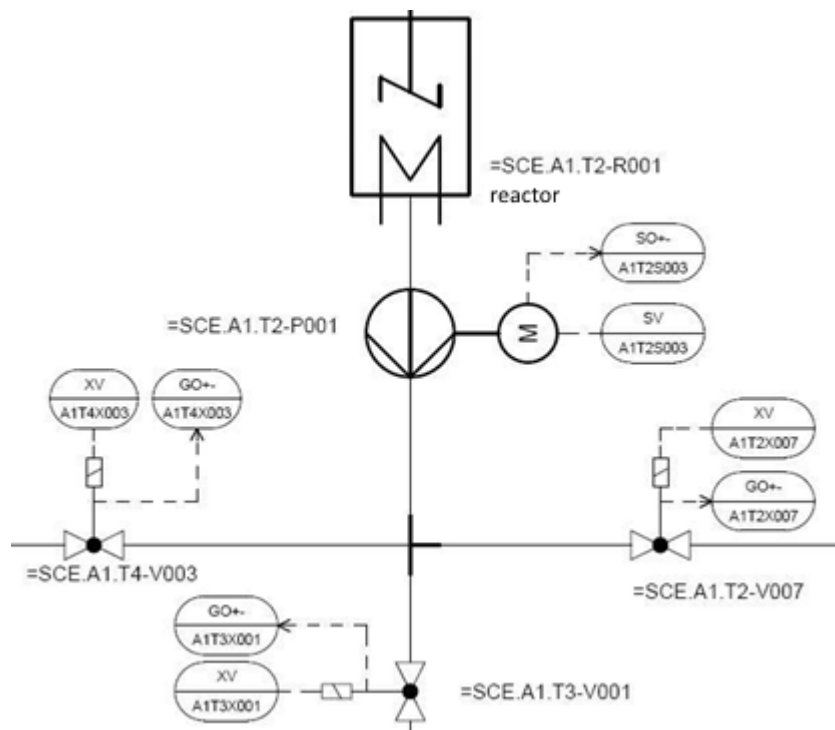 =SCE.A1.T2-R001
reactor
SO+-
A1T2S003
=SCE.A1.T2-P001
M
SV
A1T2S003
XV
A1T4X003
GO+-
A1T4X003
XV
A1T2X007
GO+-
A1T2X007
=SCE.A1.T4-V003
=SCE.A1.T2-V007
GO+-
A1T3X001
XV
A1T3X001
=SCE.A1.T3-V001